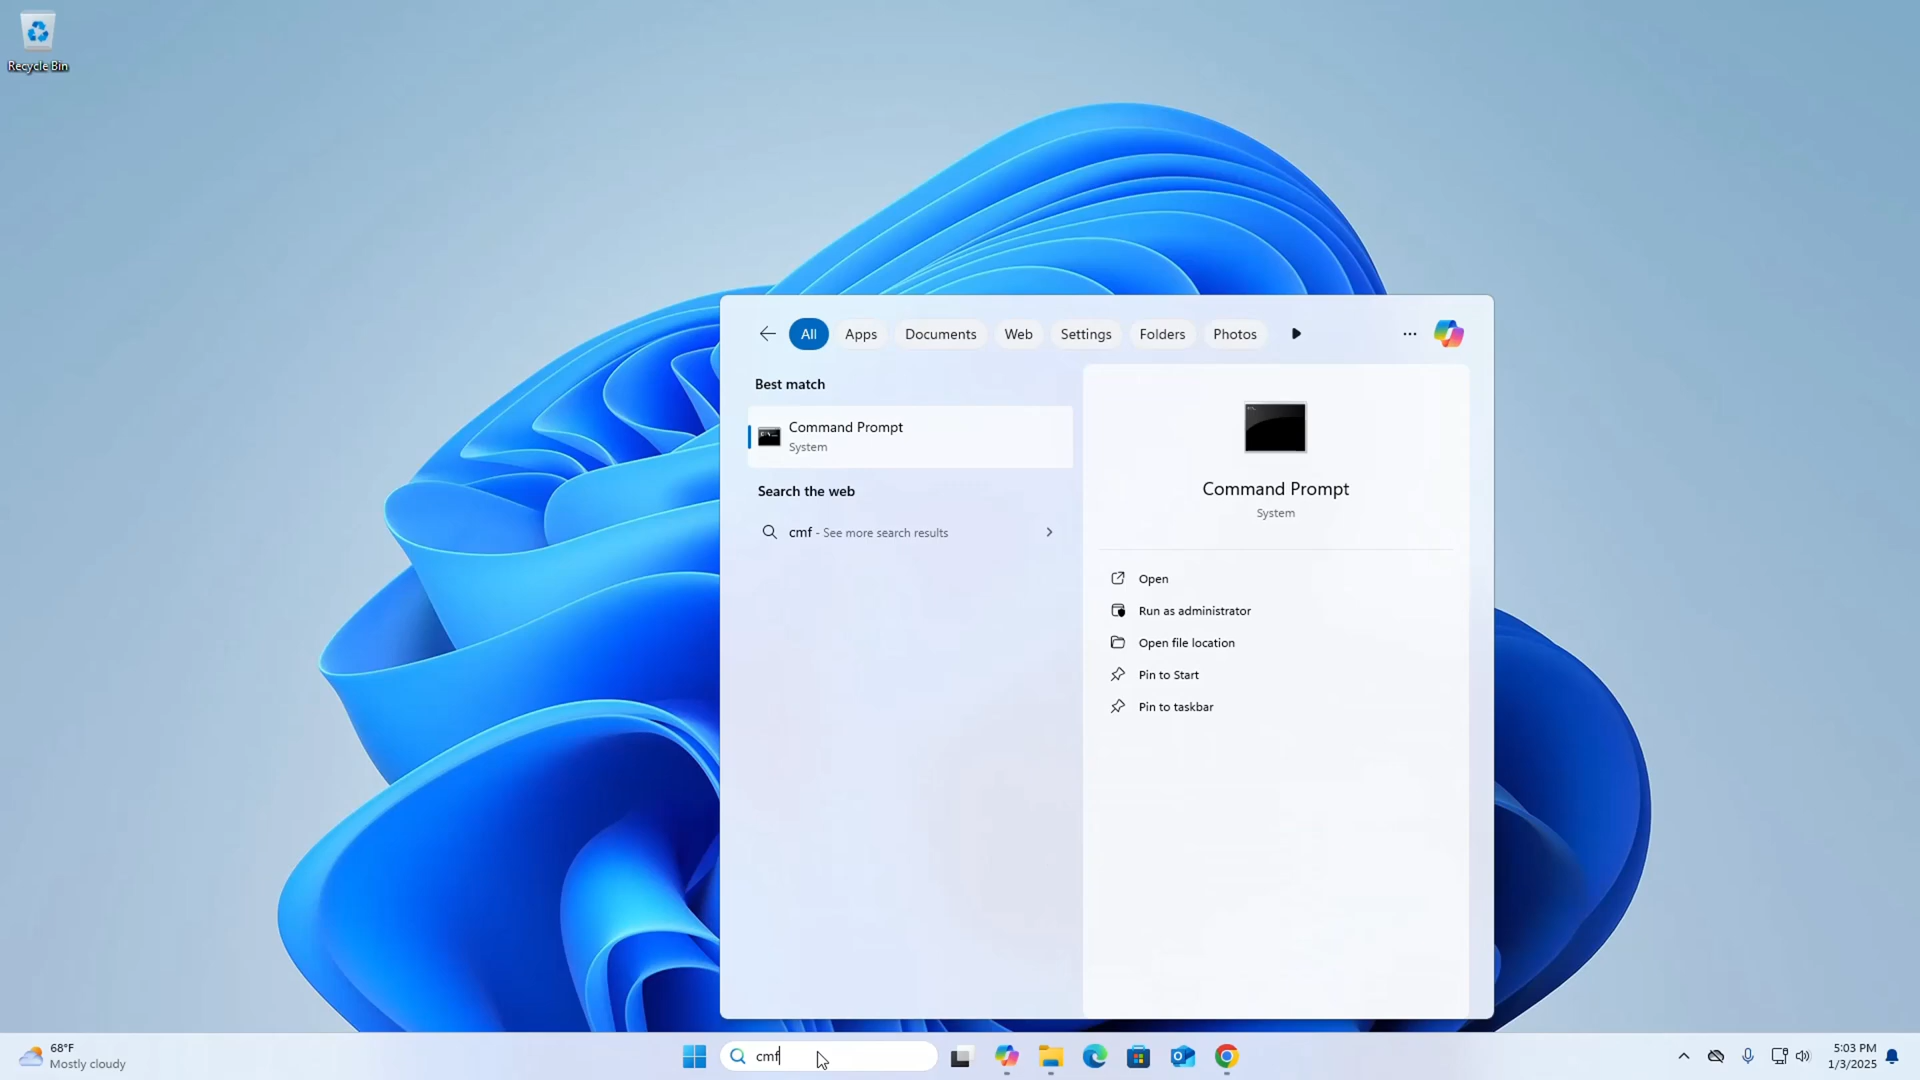 Recycle Bin
All
Apps
Documents
Web
Settings
Folders
Photos
Best match
Command Prompt
System
Search the web
cmf - See more search results
Command Prompt
System
Open
Run as administrator
Open file location
Pin to Start
Pin to taskbar
68°F
Mostly cloudy
cmf
5:03 PM
1/3/2025